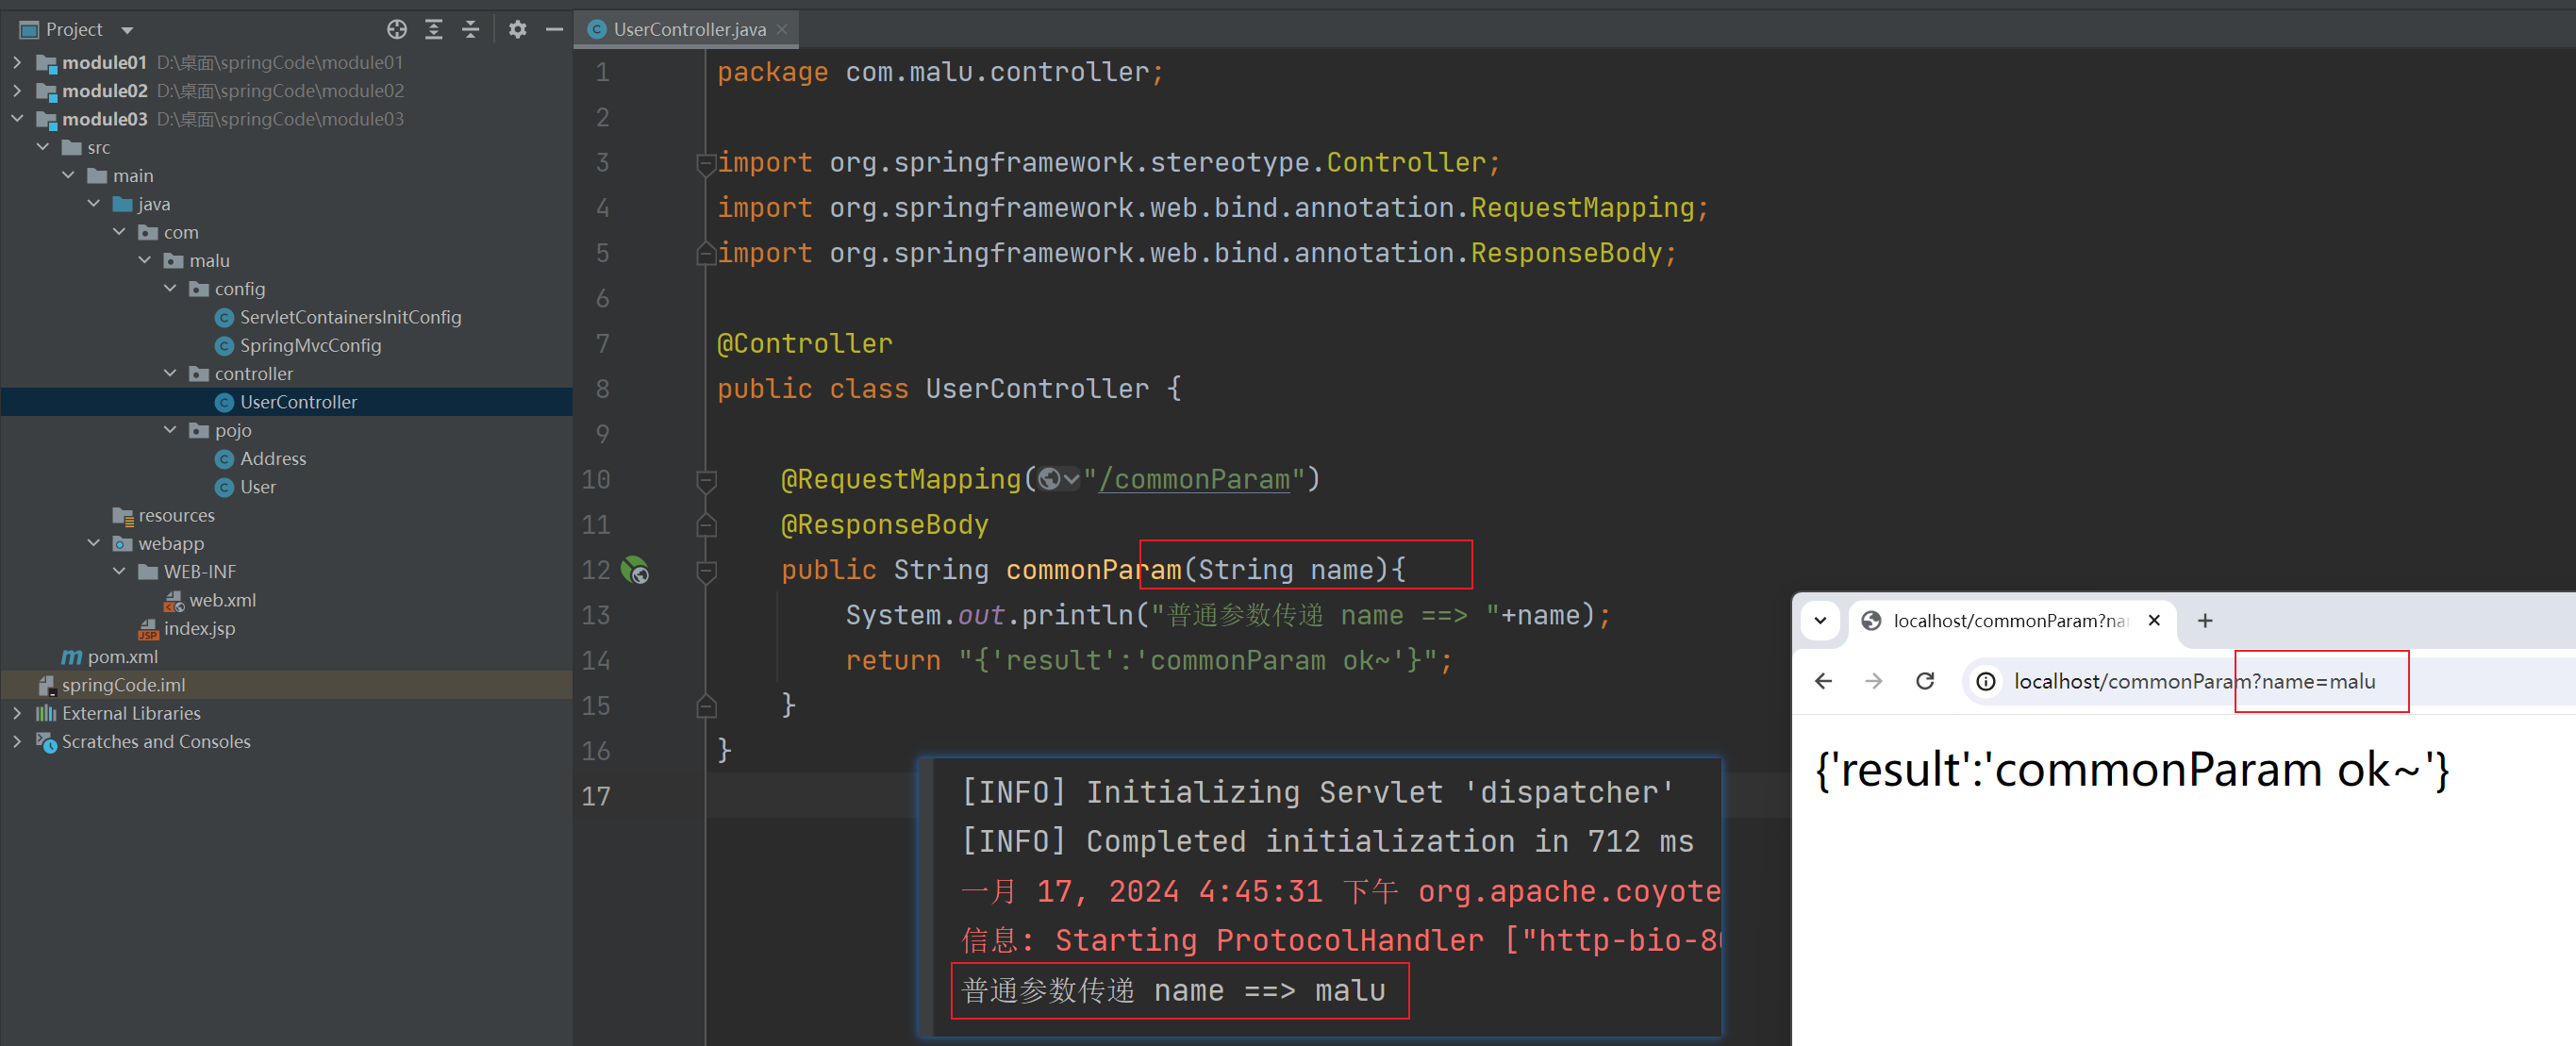 Project
module01 D:\桌面\springCode\module01
module02 D:\桌面\springCode\module02
module03 D:\桌面\springCode\module03
src
main
java
com
malu
config
ServletContainersInitConfig
SpringMvcConfig
controller
UserController
pojo
Address
User
resources
webapp
WEB-INF
web.xml
index.jsp
pom.xml
springCode.iml
External Libraries
Scratches and Consoles
UserController.java
1 package com.malu.controller;
2
3 import org.springframework.stereotype.Controller;
4 import org.springframework.web.bind.annotation.RequestMapping;
5 import org.springframework.web.bind.annotation.ResponseBody;
6
7 @Controller
8 public class UserController {
9
10 @RequestMapping("/commonParam")
11 @ResponseBody
12 public String commonParam(String name){
13 System.out.println("普通参数传递 name ==> "+name);
14 return "{'result':'commonParam ok~'}";
15 }
16 }
17
[INFO] Initializing Servlet 'dispatcher'
[INFO] Completed initialization in 712 ms
一月 17, 2024 4:45:31 下午 org.apache.coyote
信息: Starting ProtocolHandler ["http-bio-80
普通参数传递 name ==> malu
localhost/commonParam?na
localhost/commonParam?name=malu
{'result':'commonParam ok~'}